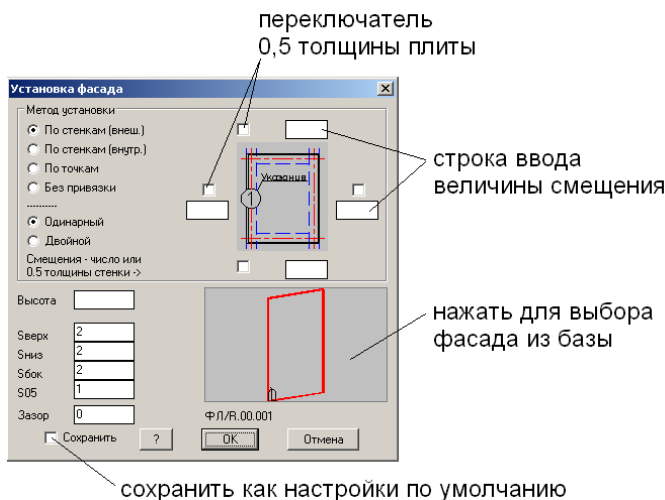 переключатель
0,5 толщины плиты
Установка фасада
Метод установки
По стенкам (внеш.)
По стенкам (внутр.)
По точкам
Без привязки
----------
Одинарный
Двойной
Смещения - число или
0.5 толщины стенки ->
Указание
1
строка ввода
величины смещения
Высота
Sверх 2
Sниз 2
Sбок 2
S05 1
Зазор 0
нажать для выбора
фасада из базы
ФЛ/R.00.001
Сохранить
?
OK
Отмена
сохранить как настройки по умолчанию